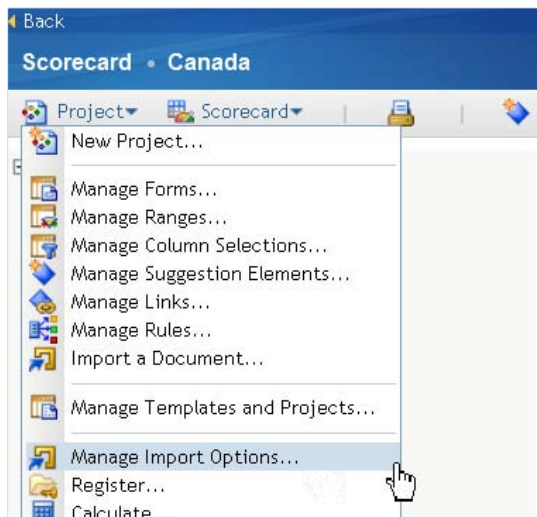 Back
Scorecard • Canada
Project Scorecard
New Project...
Manage Forms...
Manage Ranges...
Manage Column Selections...
Manage Suggestion Elements...
Manage Links...
Manage Rules...
Import a Document...
Manage Templates and Projects...
Manage Import Options...
Register...
Calculate...